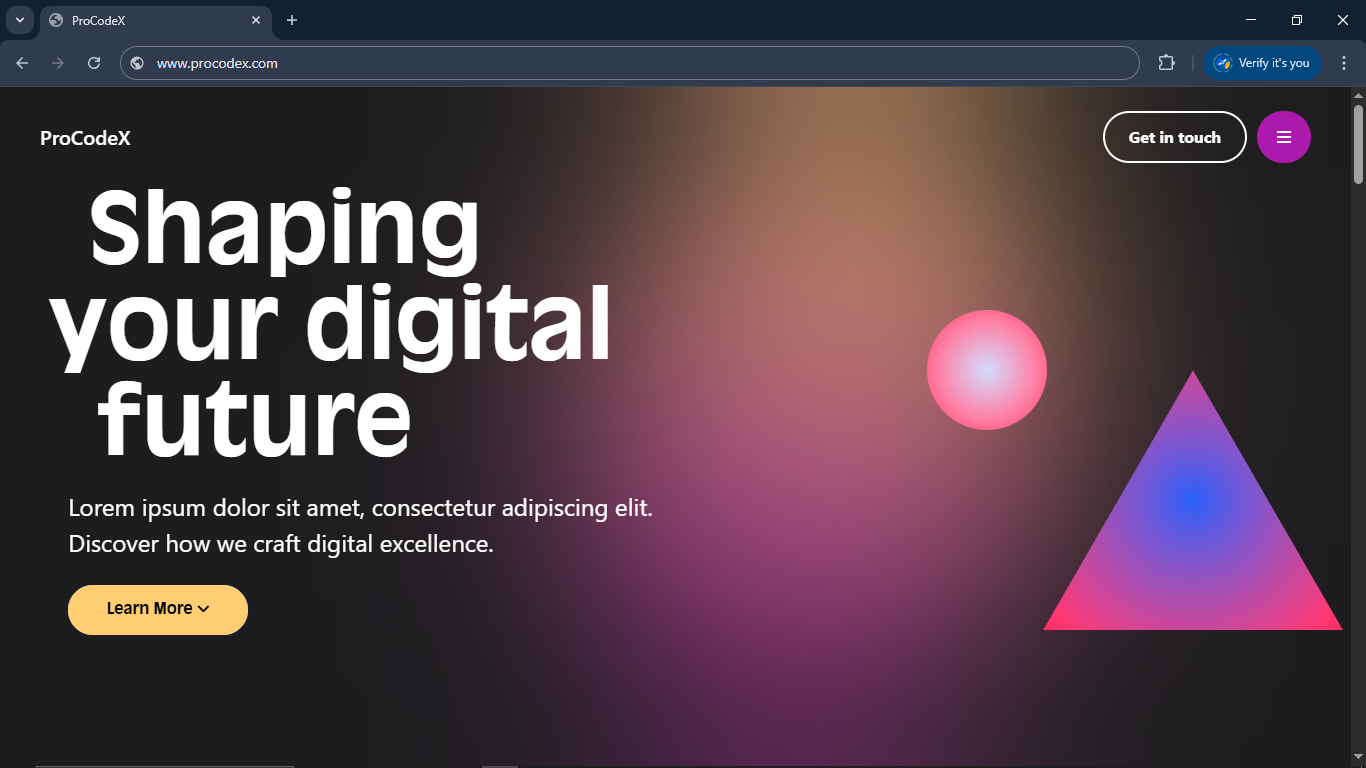 ProCodeX
www.procodex.com
Verify it's you
ProCodeX
Get in touch
Shaping
your digital
future
Lorem ipsum dolor sit amet, consectetur adipiscing elit.
Discover how we craft digital excellence.
Learn More